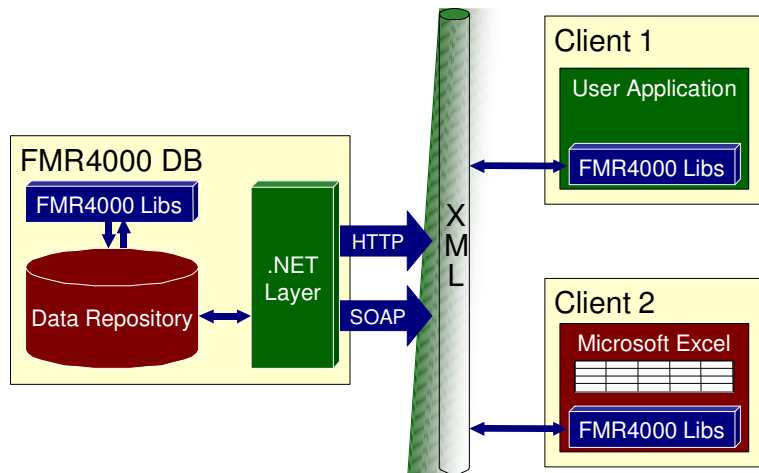 FMR4000 DB
FMR4000 Libs
Data Repository
.NET
Layer
HTTP
SOAP
XML
Client 1
User Application
FMR4000 Libs
Client 2
Microsoft Excel
FMR4000 Libs